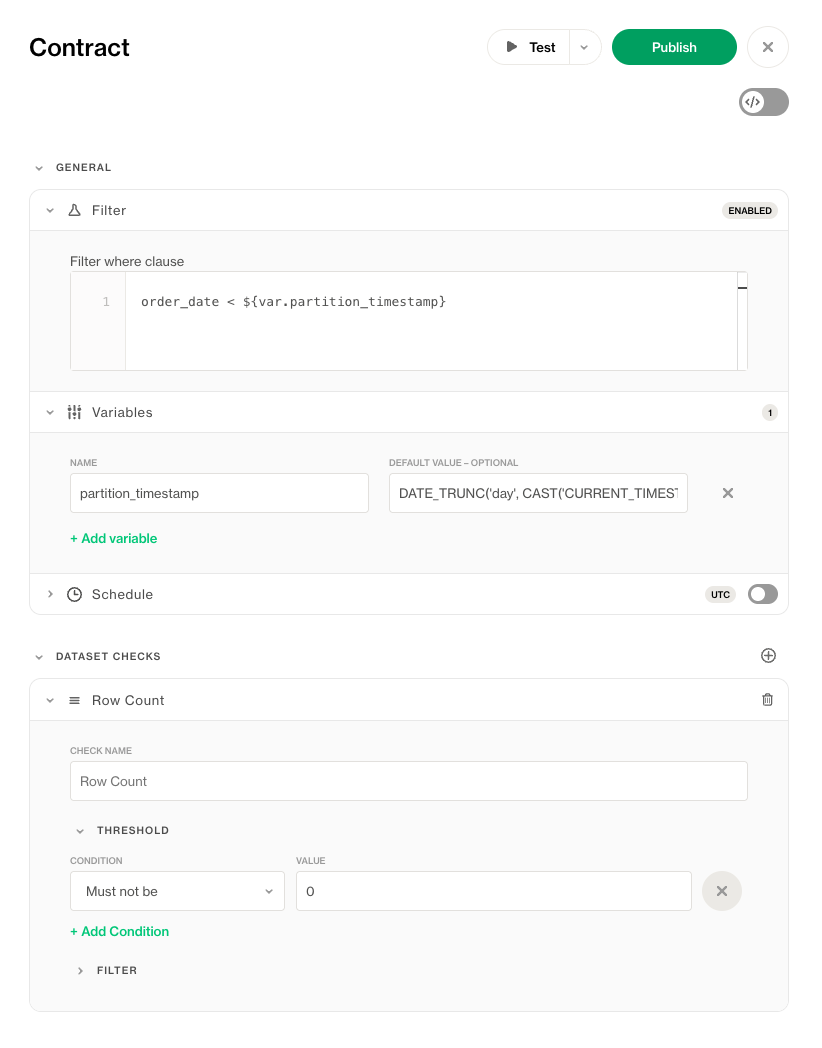 Contract
Test
Publish
</>
GENERAL
Filter
ENABLED
Filter where clause
1 order_date < ${var.partition_timestamp}
Variables
1
NAME DEFAULT VALUE – OPTIONAL
partition_timestamp DATE_TRUNC('day', CAST('CURRENT_TIMEST
+ Add variable
Schedule
UTC
DATASET CHECKS
Row Count
CHECK NAME
Row Count
THRESHOLD
CONDITION VALUE
Must not be 0
+ Add Condition
FILTER